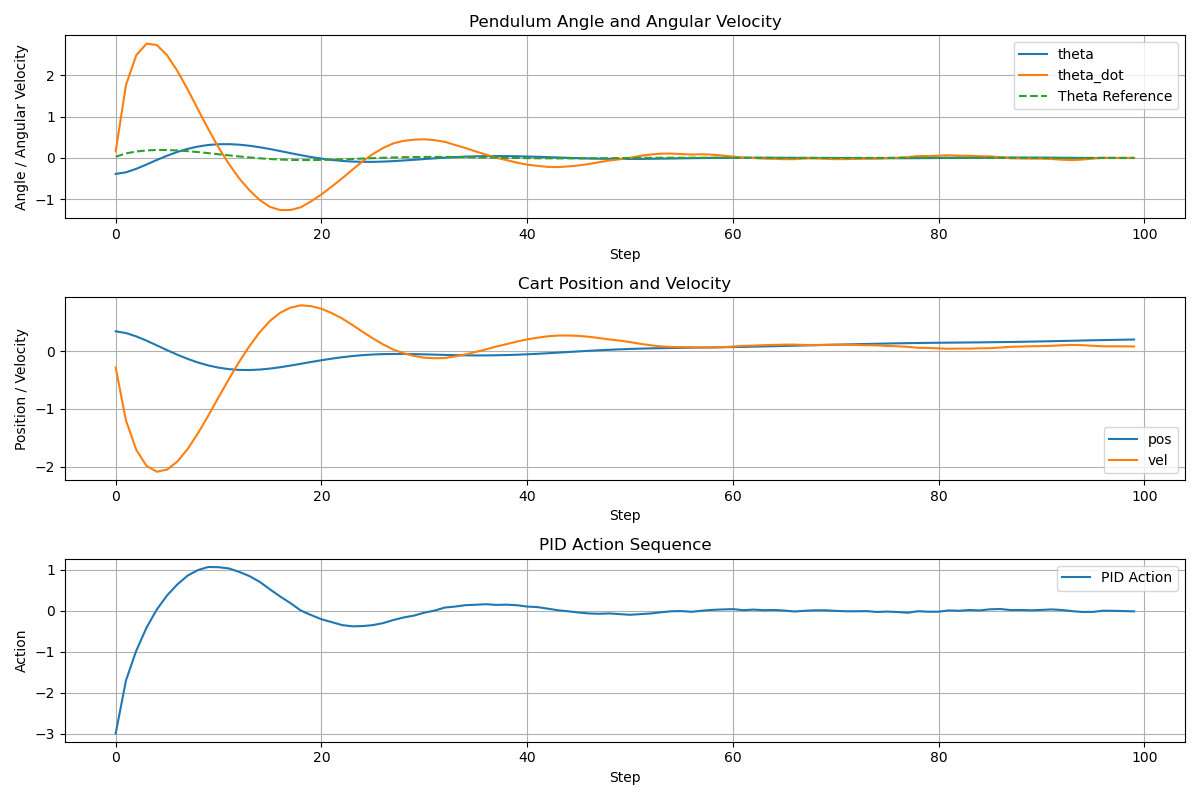 Pendulum Angle and Angular Velocity
Angle / Angular Velocity
2
1
0
−1
theta
theta_dot
Theta Reference
0 20 40 60 80 100
Step
Cart Position and Velocity
Position / Velocity
0
−1
−2
pos
vel
0 20 40 60 80 100
Step
PID Action Sequence
Action
1
0
−1
−2
−3
PID Action
0 20 40 60 80 100
Step